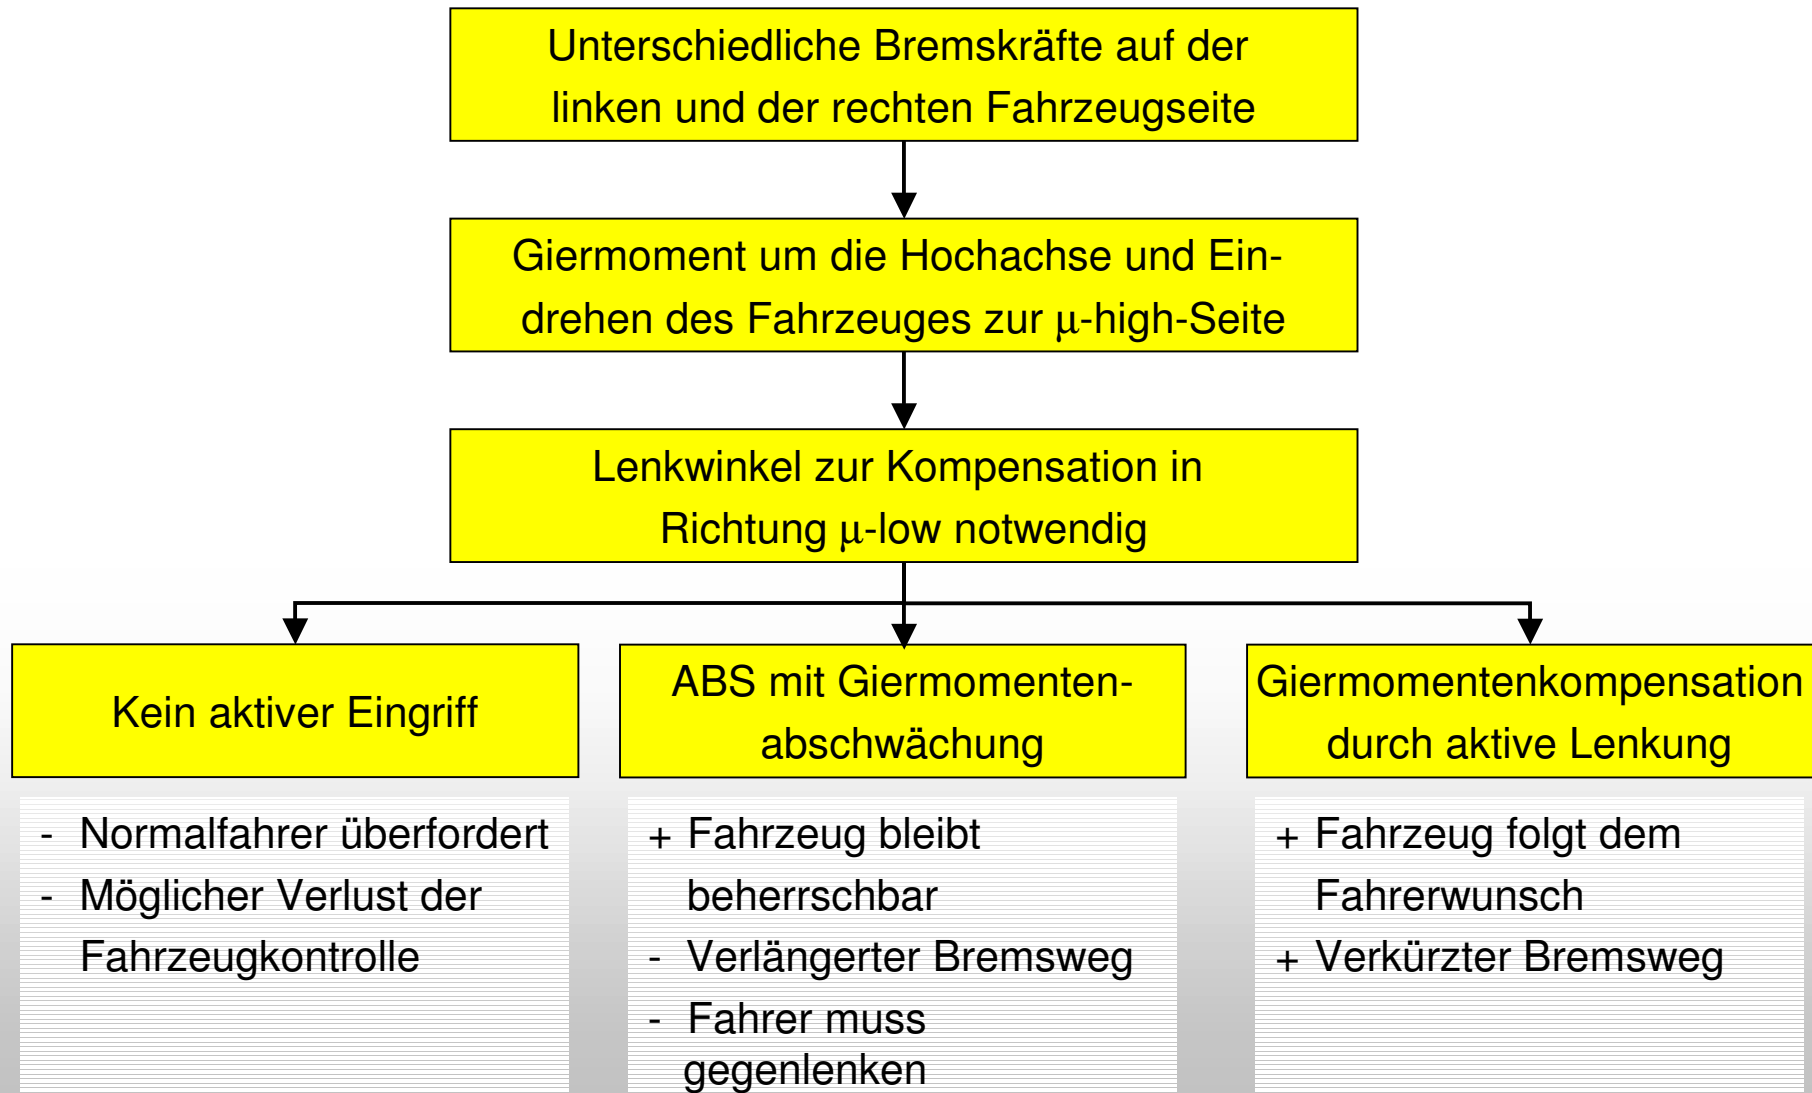 Unterschiedliche Bremskräfte auf der
linken und der rechten Fahrzeugseite
Giermoment um die Hochachse und Ein-
drehen des Fahrzeuges zur μ-high-Seite
Lenkwinkel zur Kompensation in
Richtung μ-low notwendig
Kein aktiver Eingriff
- Normalfahrer überfordert
- Möglicher Verlust der
Fahrzeugkontrolle
ABS mit Giermomenten-
abschwächung
+ Fahrzeug bleibt
beherrschbar
- Verlängerter Bremsweg
- Fahrer muss
gegenlenken
Giermomentenkompensation
durch aktive Lenkung
+ Fahrzeug folgt dem
Fahrerwunsch
+ Verkürzter Bremsweg